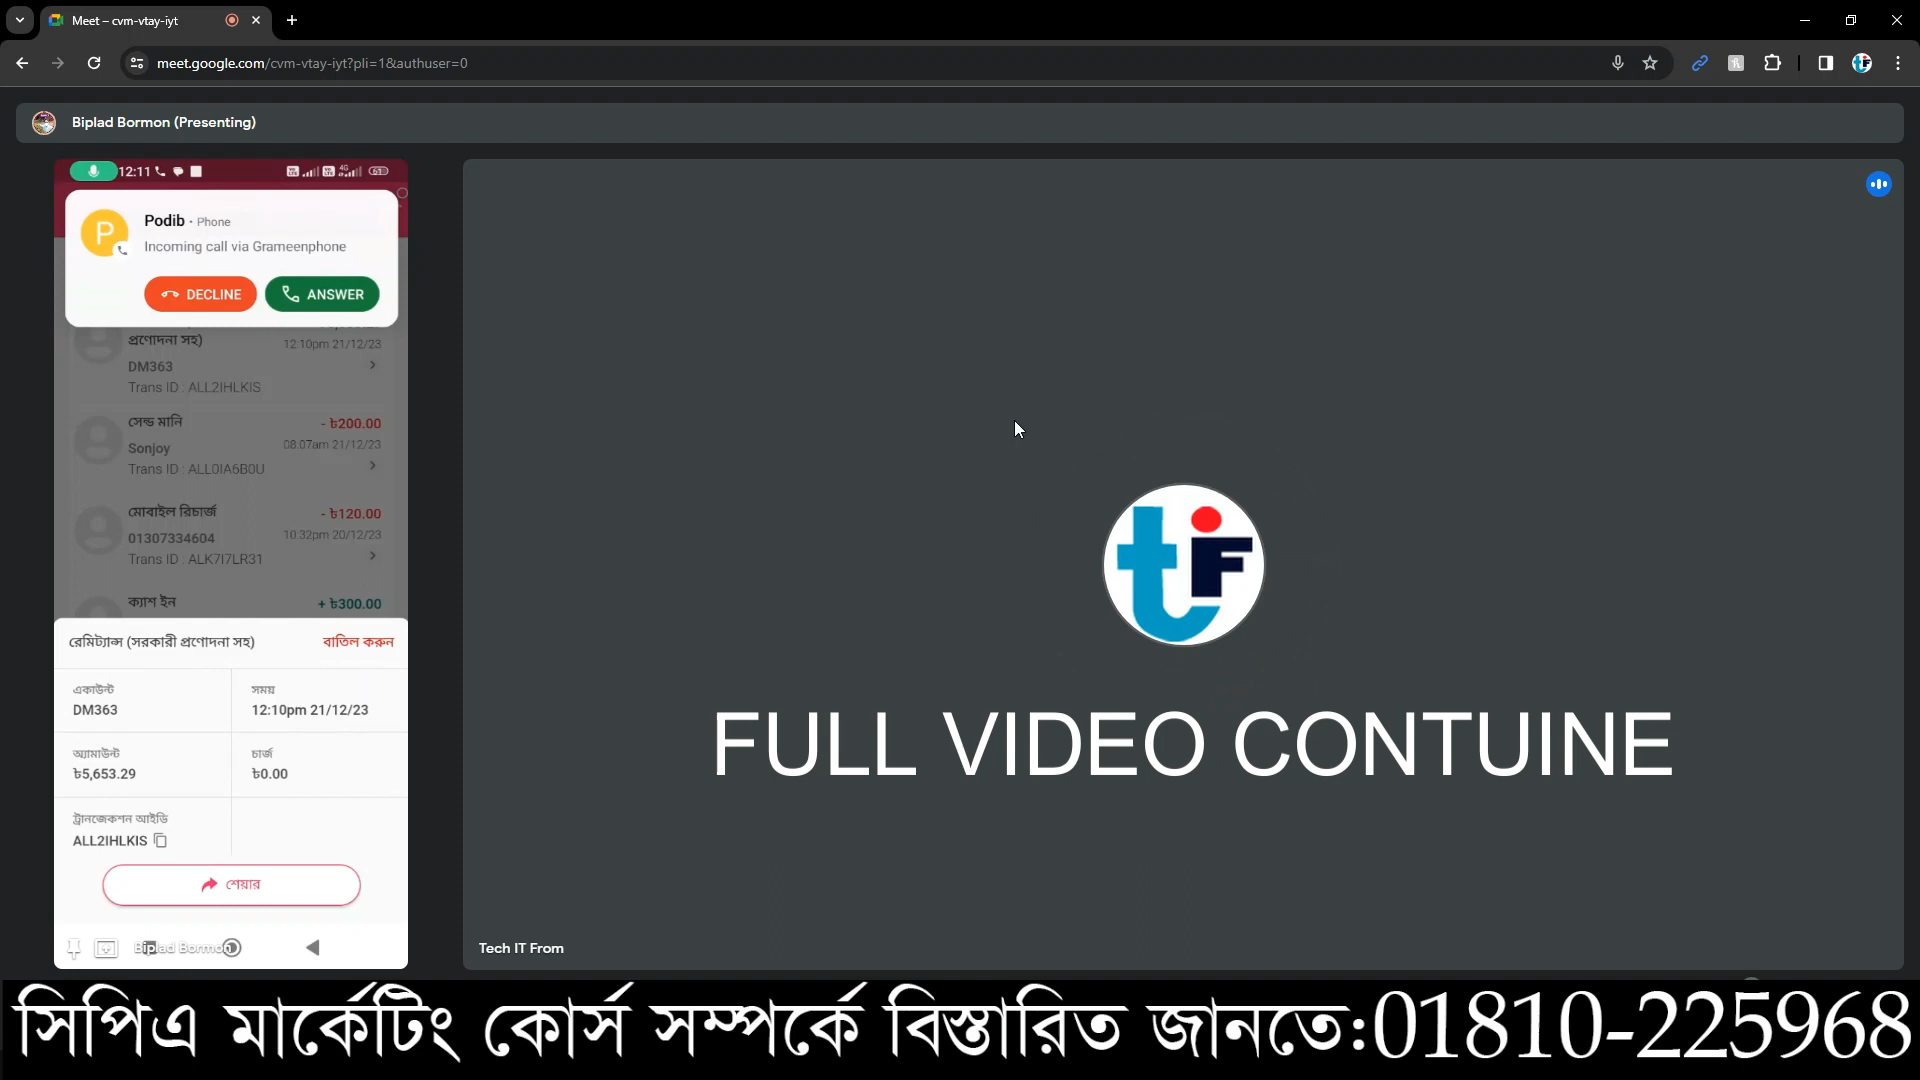 Meet – cvm-vtay-iyt
meet.google.com/cvm-vtay-iyt?pli=1&authuser=0
Biplad Bormon (Presenting)
12:11
4G
61
P
Podib • Phone
Incoming call via Grameenphone
DECLINE
ANSWER
প্রণোদনা সহ)
12:10pm 21/12/23
DM363
Trans ID : ALL2IHLKIS
সেন্ড মানি
- ৳200.00
Sonjoy
08:07am 21/12/23
Trans ID : ALL0IA6B0U
মোবাইল রিচার্জ
- ৳120.00
01307334604
10:32pm 20/12/23
Trans ID : ALK7I7LR31
ক্যাশ ইন
+ ৳300.00
রেমিট্যান্স (সরকারী প্রণোদনা সহ)
বাতিল করুন
একাউন্ট
সময়
DM363
12:10pm 21/12/23
অ্যামাউন্ট
চার্জ
৳5,653.29
৳0.00
ট্রানজেকশন আইডি
ALL2IHLKIS
শেয়ার
Biplad Bormon
tiF
FULL VIDEO CONTUINE
Tech IT From
সিপিএ মার্কেটিং কোর্স সম্পর্কে বিস্তারিত জানতে:01810-225968